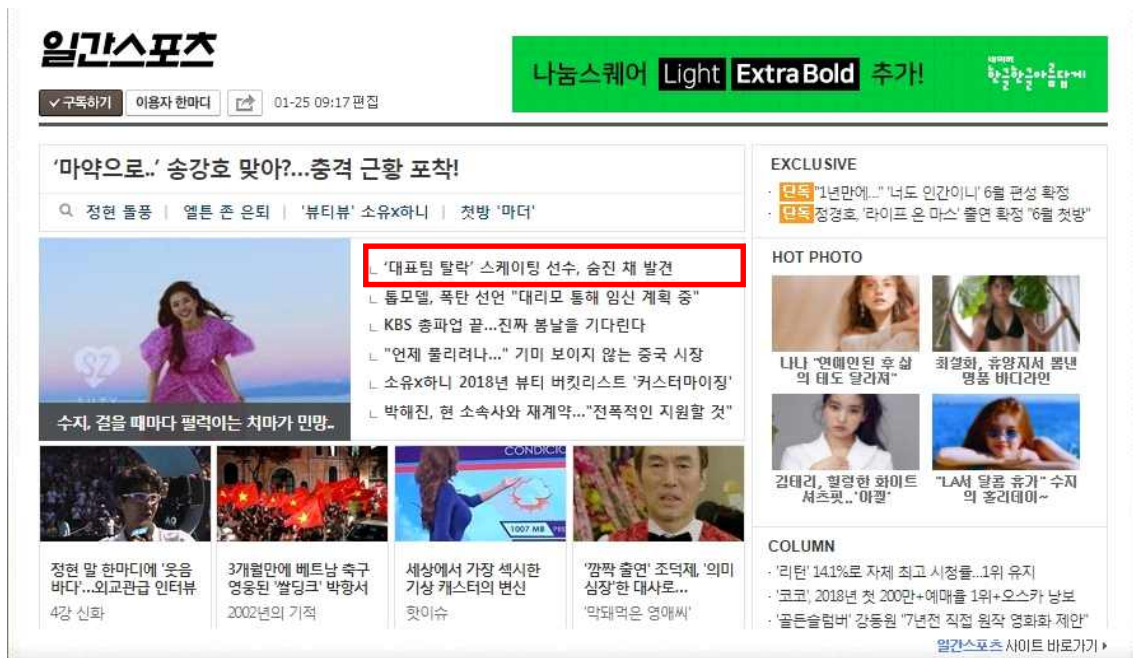 일간스포츠
나눔스퀘어 Light ExtraBold 추가!
네이버
한글한글아름답게
구독하기 이용자 한마디 01-25 09:17 편집
'마약으로..' 송강호 맞아?...충격 근황 포착!
정현 돌풍 | 엘튼 존 은퇴 | '뷰티뷰' 소유x하니 | 첫방 '마더'
수지, 걸을 때마다 펄럭이는 치마가 민망..
'대표팀 탈락' 스케이팅 선수, 숨진 채 발견
톱모델, 폭탄 선언 "대리모 통해 임신 계획 중"
KBS 총파업 끝...진짜 봄날을 기다린다
"언제 풀리려나..." 기미 보이지 않는 중국 시장
소유x하니 2018년 뷰티 버킷리스트 '커스터마이징'
박해진, 현 소속사와 재계약..."전폭적인 지원할 것"
CONDICIO
1007 MB
정현 말 한마디에 '웃음
바다'...외교관급 인터뷰
4강 신화
3개월만에 베트남 축구
영웅된 '쌀딩크' 박항서
2002년의 기적
세상에서 가장 섹시한
기상 캐스터의 변신
핫이슈
'깜짝 출연' 조덕제, '의미
심장'한 대사로...
'막돼먹은 영애씨'
EXCLUSIVE
단독 "1년만에..." '너도 인간이니' 6월 편성 확정
단독 정경호, '라이프 온 마스' 출연 확정 "6월 첫방"
HOT PHOTO
나나 "연예인된 후 삶
의 태도 달라져"
최설화, 휴양지서 뽐낸
명품 바디라인
김태리, 헐렁한 화이트
셔츠핏..'아찔'
"LA서 달콤 휴가" 수지
의 홀리데이~
COLUMN
'리턴' 14.1%로 자체 최고 시청률...1위 유지
'코코', 2018년 첫 200만+예매율 1위+오스카 낭보
'골든슬럼버' 강동원 "7년전 직접 원작 영화화 제안"
일간스포츠 사이트 바로가기